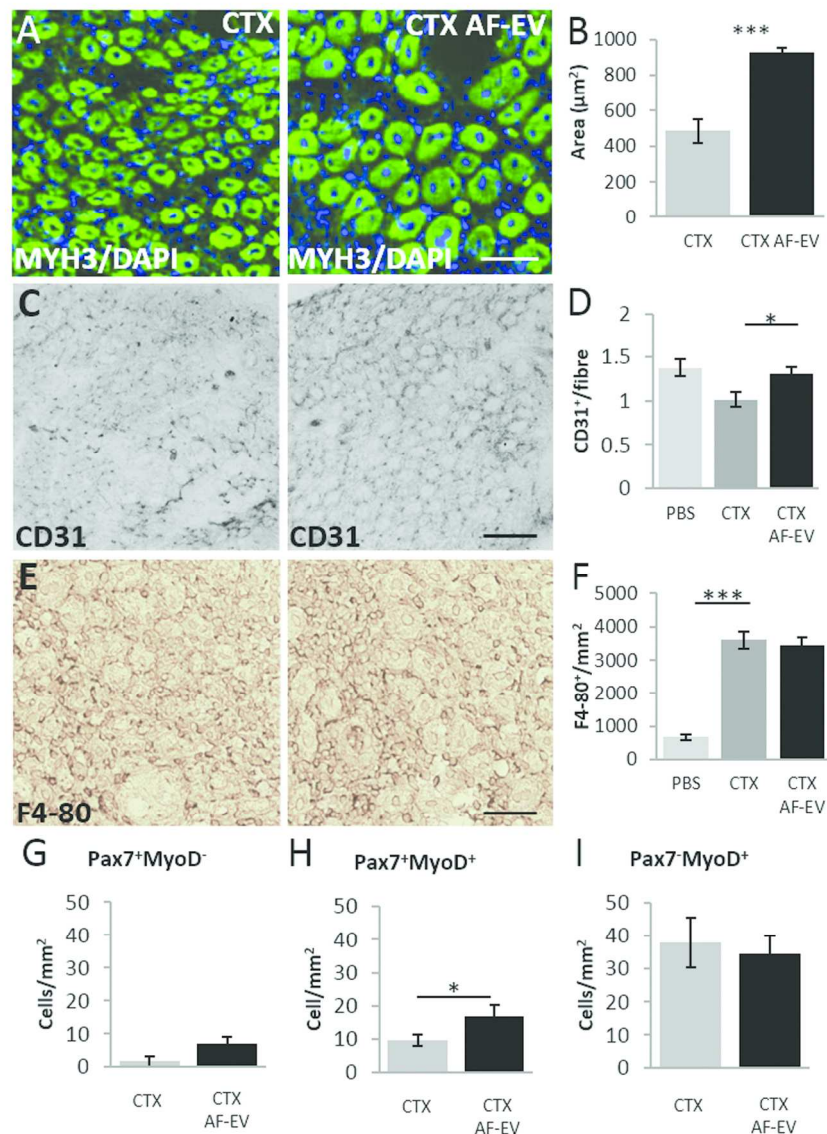 A
CTX
CTX AF-EV
MYH3/DAPI
MYH3/DAPI
B
***
Area (µm²)
1000
800
600
400
200
0
CTX
CTX AF-EV
C
CD31
CD31
D
*
CD31⁺/fibre
2
1.5
1
0.5
0
PBS
CTX
CTX
AF-EV
E
F4-80
F
***
F4-80⁺/mm²
5000
4000
3000
2000
1000
0
PBS
CTX
CTX
AF-EV
G
Pax7⁺MyoD⁻
Cells/mm²
50
40
30
20
10
0
CTX
CTX
AF-EV
H
Pax7⁺MyoD⁺
Cell/mm²
50
40
30
20
10
0
*
CTX
CTX
AF-EV
I
Pax7⁻MyoD⁺
Cells/mm²
50
40
30
20
10
0
CTX
CTX
AF-EV